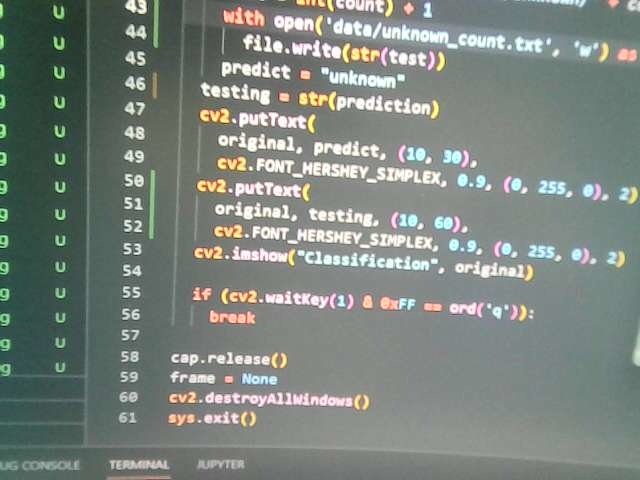 43 int(count) + 1
44 with open('data/unknown_count.txt', 'w') as
45 file.write(str(test))
46 predict = "unknown"
47 testing = str(prediction)
48 cv2.putText(
49 original, predict, (10, 30),
50 cv2.FONT_HERSHEY_SIMPLEX, 0.9, (0, 255, 0), 2)
51 cv2.putText(
52 original, testing, (10, 60),
53 cv2.FONT_HERSHEY_SIMPLEX, 0.9, (0, 255, 0), 2)
54 cv2.imshow("Classification", original)
55 if (cv2.waitKey(1) & 0xFF == ord('q')):
56 break
57
58 cap.release()
59 frame = None
60 cv2.destroyAllWindows()
61 sys.exit()
g U
g U
g U
g U
g U
g U
g U
g U
g U
g U
g U
g U
g U
UG CONSOLE TERMINAL JUPYTER